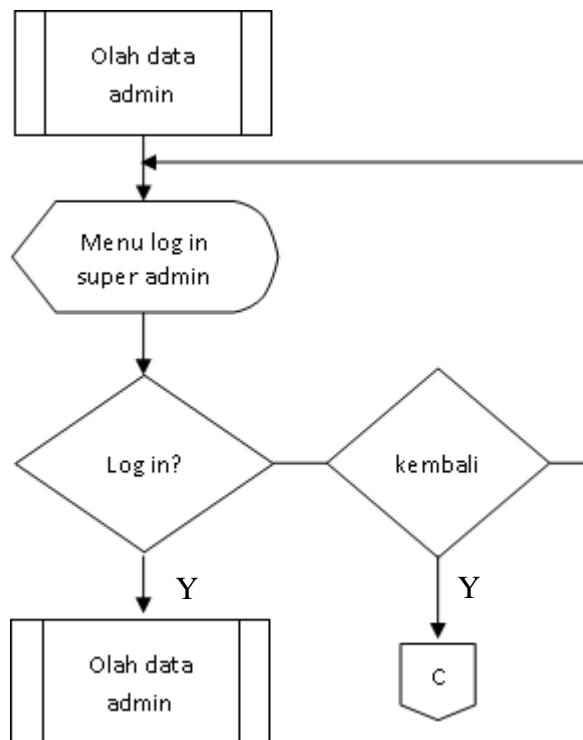 Olah data
admin
Menu log in
super admin
Log in?
kembali
Y
Y
Olah data
admin
C